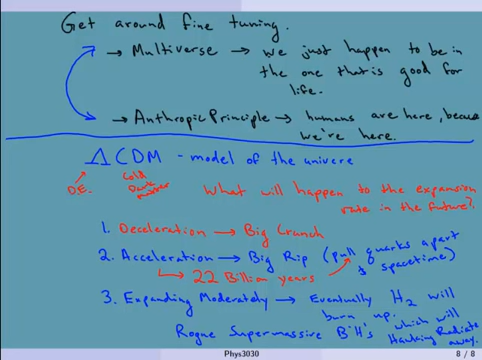 Get around fine tuning.
→ Multiverse → we just happen to be in
the one that is good for
life.
→ Anthropic Principle → humans are here, because
we're here.
ΛCDM - model of the univere
D.E.
Cold
Dark
matter
What will happen to the expansion
rate in the future?
1. Deceleration → Big Crunch
2. Acceleration → Big Rip (pull quarks apart
& spacetime)
↳ 22 Billion years
3. Expanding Moderately → Eventually H2 will
burn up.
Rogue Supermassive B.H's which will
Hawking Radiate
away.
Phys3030
8 / 8